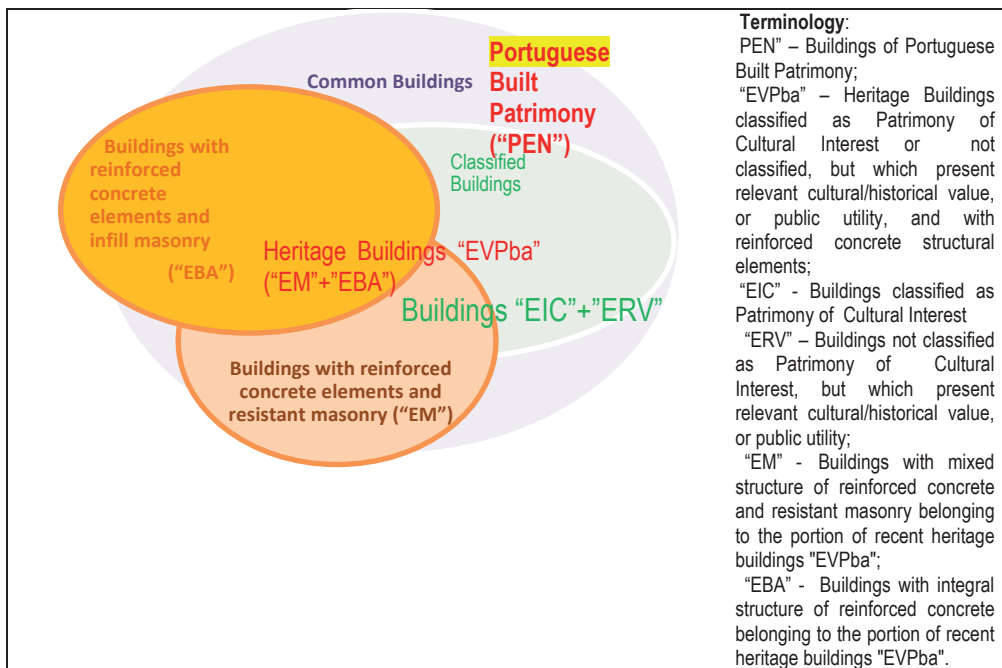 Portuguese
Built
Patrimony
(“PEN”)
Common Buildings
Buildings with
reinforced
concrete
elements and
infill masonry
(“EBA”)
Classified
Buildings
Heritage Buildings “EVPba”
(“EM”+”EBA”)
Buildings “EIC”+”ERV”
Buildings with reinforced
concrete elements and
resistant masonry (“EM”)
Terminology:
PEN” – Buildings of Portuguese
Built Patrimony;
“EVPba” – Heritage Buildings
classified as Patrimony of
Cultural Interest or not
classified, but which present
relevant cultural/historical value,
or public utility, and with
reinforced concrete structural
elements;
“EIC” - Buildings classified as
Patrimony of Cultural Interest
“ERV” – Buildings not classified
as Patrimony of Cultural
Interest, but which present
relevant cultural/historical value,
or public utility;
“EM” - Buildings with mixed
structure of reinforced concrete
and resistant masonry belonging
to the portion of recent heritage
buildings "EVPba";
“EBA” - Buildings with integral
structure of reinforced concrete
belonging to the portion of recent
heritage buildings "EVPba".